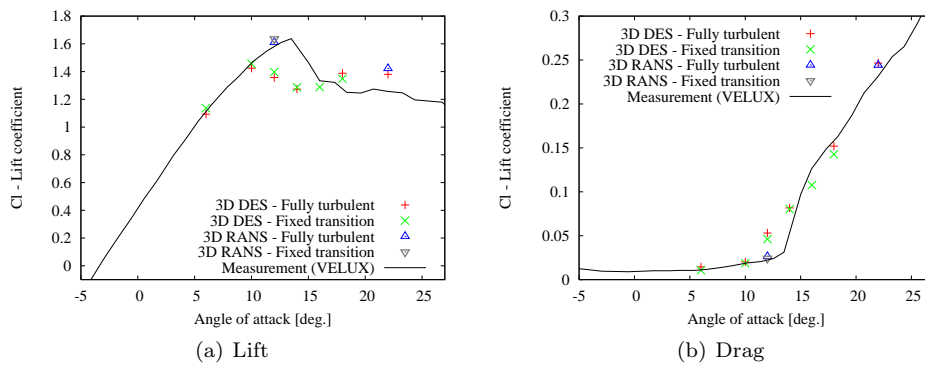 1.8
1.6
1.4
1.2
1
0.8
0.6
0.4
0.2
0
-5
0
5
10
15
20
25
Cl - Lift coefficient
Angle of attack [deg.]
3D DES - Fully turbulent
3D DES - Fixed transition
3D RANS - Fully turbulent
3D RANS - Fixed transition
Measurement (VELUX)
(a) Lift
0.3
0.25
0.2
0.15
0.1
0.05
0
-5
0
5
10
15
20
25
Cl - Lift coefficient
Angle of attack [deg.]
3D DES - Fully turbulent
3D DES - Fixed transition
3D RANS - Fully turbulent
3D RANS - Fixed transition
Measurement (VELUX)
(b) Drag